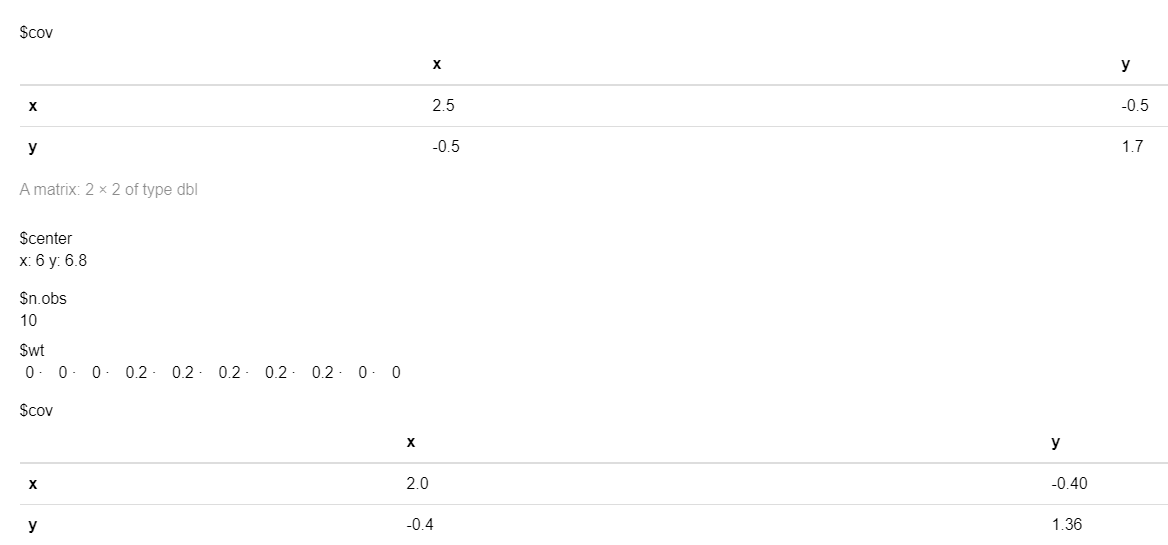 $cov
x y
x 2.5 -0.5
y -0.5 1.7
A matrix: 2 × 2 of type dbl
$center
x: 6 y: 6.8
$n.obs
10
$wt
0 · 0 · 0 · 0.2 · 0.2 · 0.2 · 0.2 · 0.2 · 0 · 0
$cov
x y
x 2.0 -0.40
y -0.4 1.36